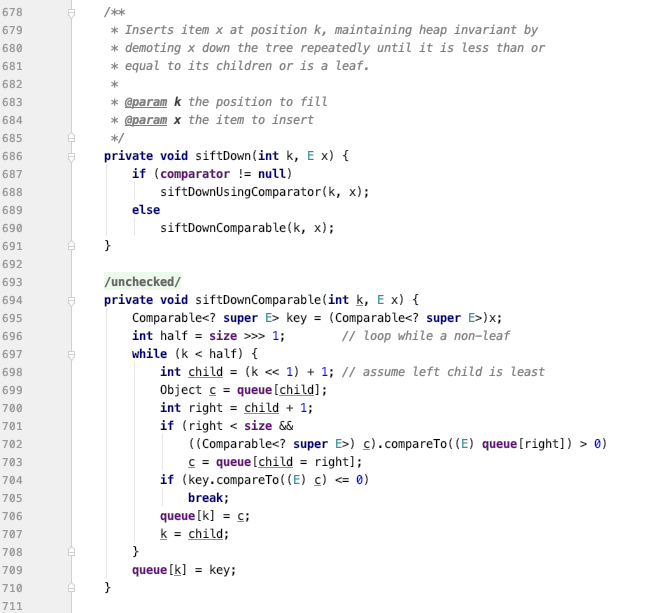 678 /**
679 * Inserts item x at position k, maintaining heap invariant by
680 * demoting x down the tree repeatedly until it is less than or
681 * equal to its children or is a leaf.
682 *
683 * @param k the position to fill
684 * @param x the item to insert
685 */
686 private void siftDown(int k, E x) {
687 if (comparator != null)
688 siftDownUsingComparator(k, x);
689 else
690 siftDownComparable(k, x);
691 }
692
693 /unchecked/
694 private void siftDownComparable(int k, E x) {
695 Comparable<? super E> key = (Comparable<? super E>)x;
696 int half = size >>> 1; // loop while a non-leaf
697 while (k < half) {
698 int child = (k << 1) + 1; // assume left child is least
699 Object c = queue[child];
700 int right = child + 1;
701 if (right < size &&
702 ((Comparable<? super E>) c).compareTo((E) queue[right]) > 0)
703 c = queue[child = right];
704 if (key.compareTo((E) c) <= 0)
705 break;
706 queue[k] = c;
707 k = child;
708 }
709 queue[k] = key;
710 }
711